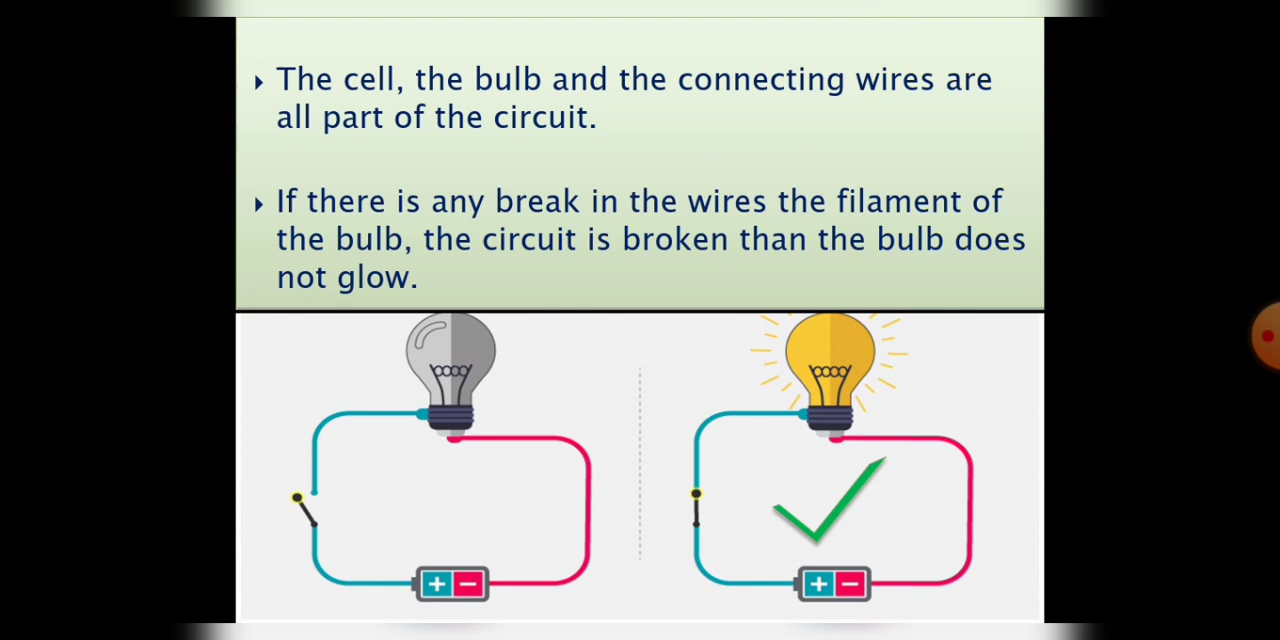 The cell, the bulb and the connecting wires are
all part of the circuit.
If there is any break in the wires the filament of
the bulb, the circuit is broken than the bulb does
not glow.
+ −
+ −